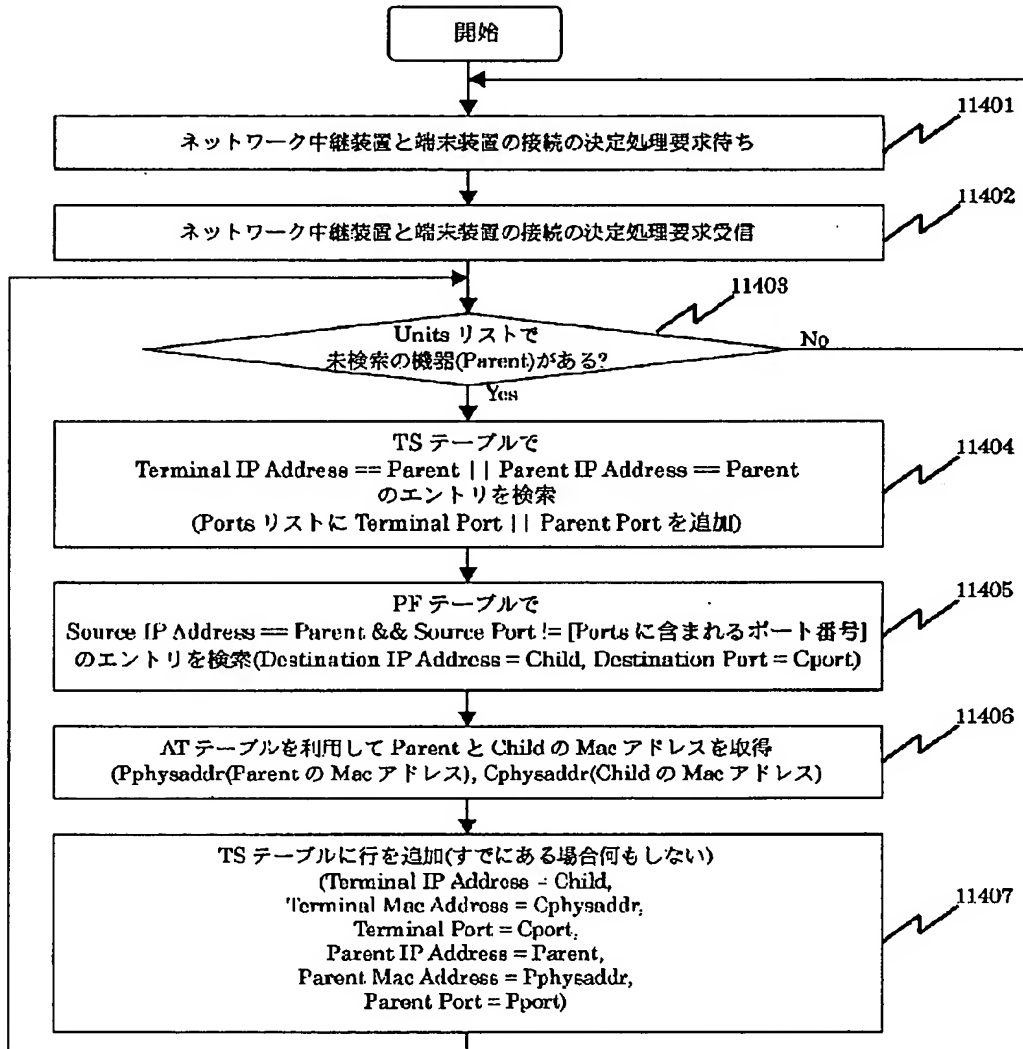 開始
11401
ネットワーク中継装置と端末装置の接続の決定処理要求待ち
11402
ネットワーク中継装置と端末装置の接続の決定処理要求受信
11403
Units リストで
未検索の機器(Parent)がある?
No
Yes
11404
TS テーブルで
Terminal IP Address == Parent || Parent IP Address == Parent
のエントリを検索
(Ports リストに Terminal Port || Parent Port を追加)
11405
PF テーブルで
Source IP Address == Parent && Source Port != [Ports に含まれるポート番号]
のエントリを検索(Destination IP Address = Child, Destination Port = Cport)
11406
AT テーブルを利用して Parent と Child の Mac アドレスを取得
(Pphysaddr(Parent の Mac アドレス), Cphysaddr(Child の Mac アドレス)
11407
TS テーブルに行を追加(すでにある場合何もしない)
(Terminal IP Address = Child,
Terminal Mac Address = Cphysaddr,
Terminal Port = Cport,
Parent IP Address = Parent,
Parent Mac Address = Pphysaddr,
Parent Port = Pport)